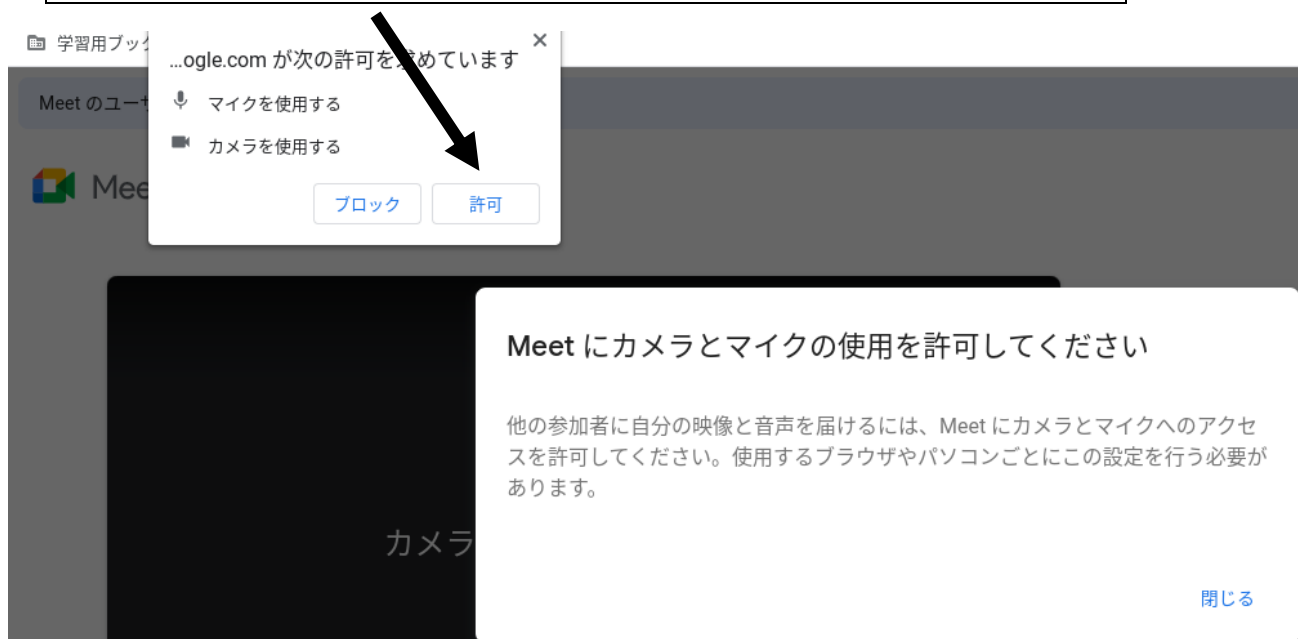 学習用ブック
...ogle.com が次の許可を求めています
×
Meet のユーザ
マイクを使用する
カメラを使用する
Mee
ブロック
許可
Meet にカメラとマイクの使用を許可してください
他の参加者に自分の映像と音声を届けるには、Meet にカメラとマイクへのアクセ
スを許可してください。使用するブラウザやパソコンごとにこの設定を行う必要が
あります。
カメラ
閉じる